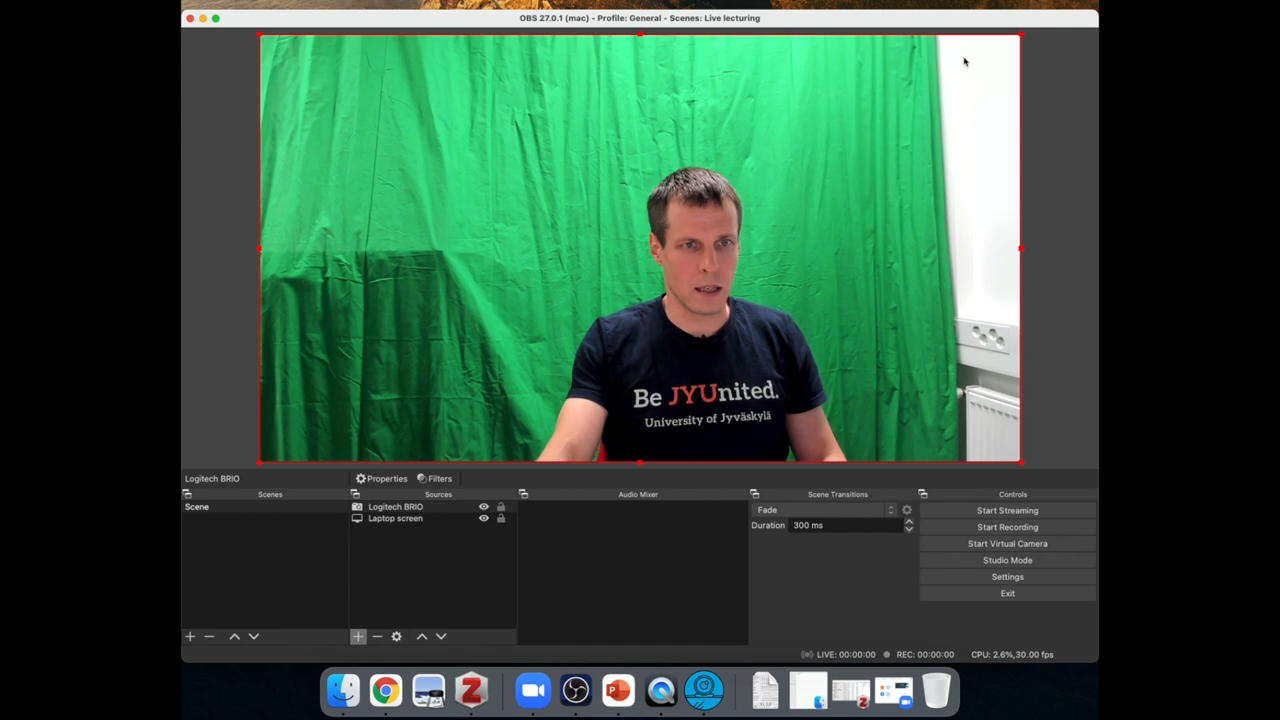 OBS 27.0.1 (mac) - Profile: General - Scenes: Live lecturing
Be JYUnited.
University of Jyväskylä
Logitech BRIO
Properties
Filters
Scenes
Sources
Audio Mixer
Scene Transitions
Controls
Scene
Logitech BRIO
Laptop screen
Fade
Duration 300 ms
Start Streaming
Start Recording
Start Virtual Camera
Studio Mode
Settings
Exit
LIVE: 00:00:00
REC: 00:00:00
CPU: 2.6%,30.00 fps